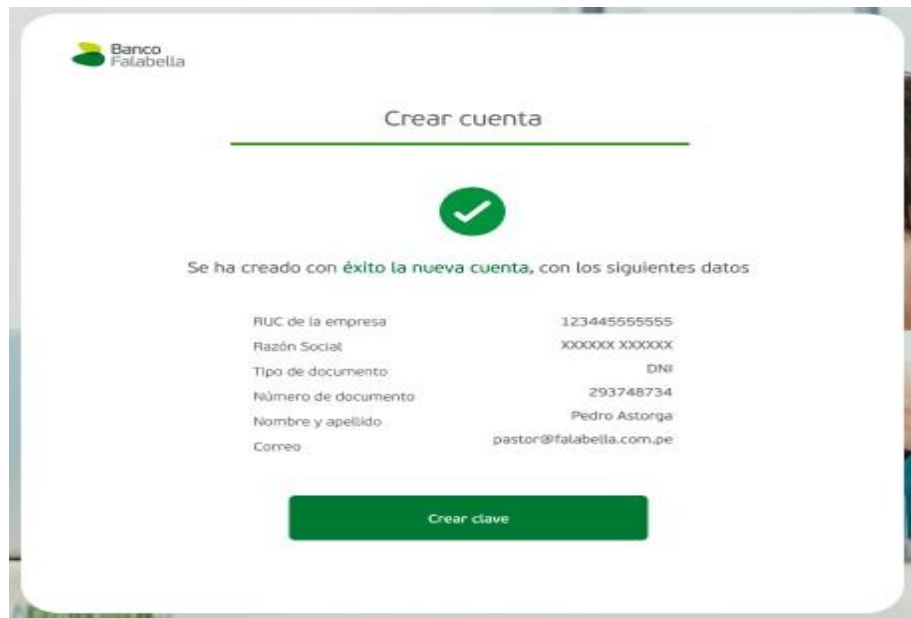 Banco
Falabella
Crear cuenta
Se ha creado con éxito la nueva cuenta, con los siguientes datos
RUC de la empresa 123445555555
Razón Social XXXXXX XXXXXX
Tipo de documento DNI
Número de documento 293748734
Nombre y apellido Pedro Astorga
Correo pastor@falabella.com.pe
Crear clave